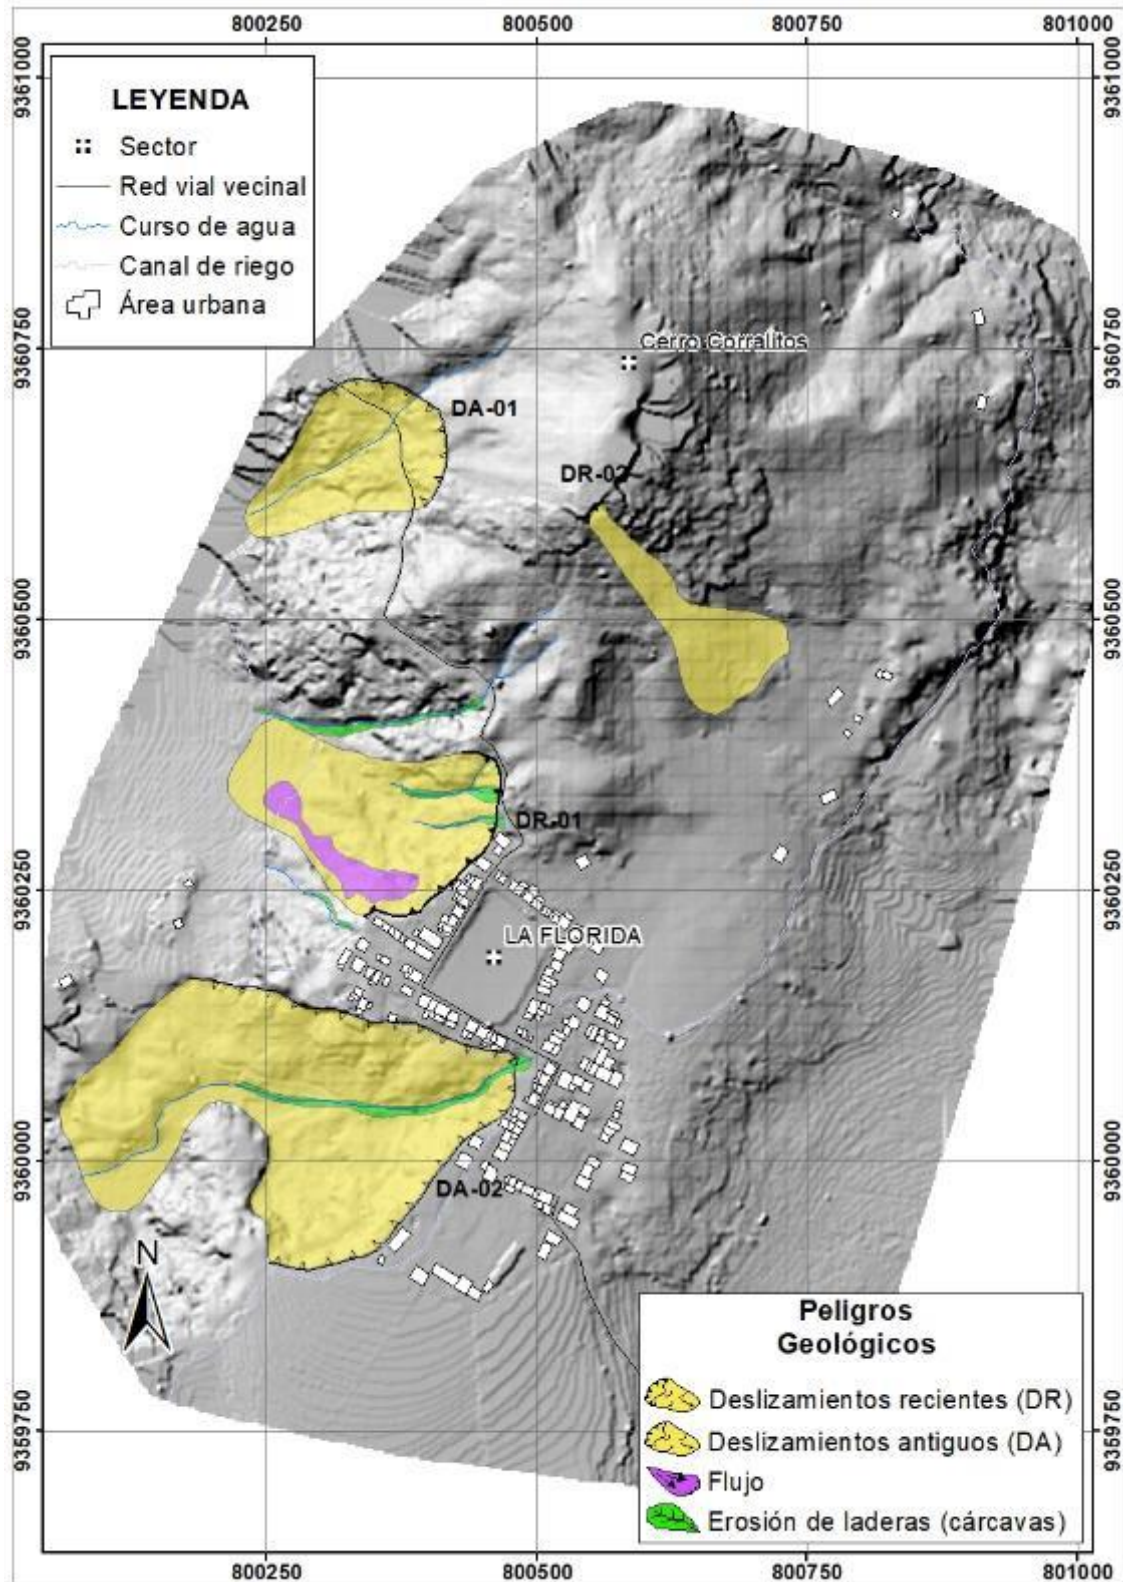 800250
800500
800750
801000
9361000
9361000
LEYENDA
Sector
Red vial vecinal
Curso de agua
Canal de riego
Área urbana
9360750
9360750
Cerro Corralitos
DA-01
DR-02
9360500
9360500
DR-01
9360250
9360250
LA FLORIDA
9360000
9360000
DA-02
N
Peligros
Geológicos
Deslizamientos recientes (DR)
Deslizamientos antiguos (DA)
Flujo
Erosión de laderas (cárcavas)
9359750
9359750
800250
800500
800750
801000